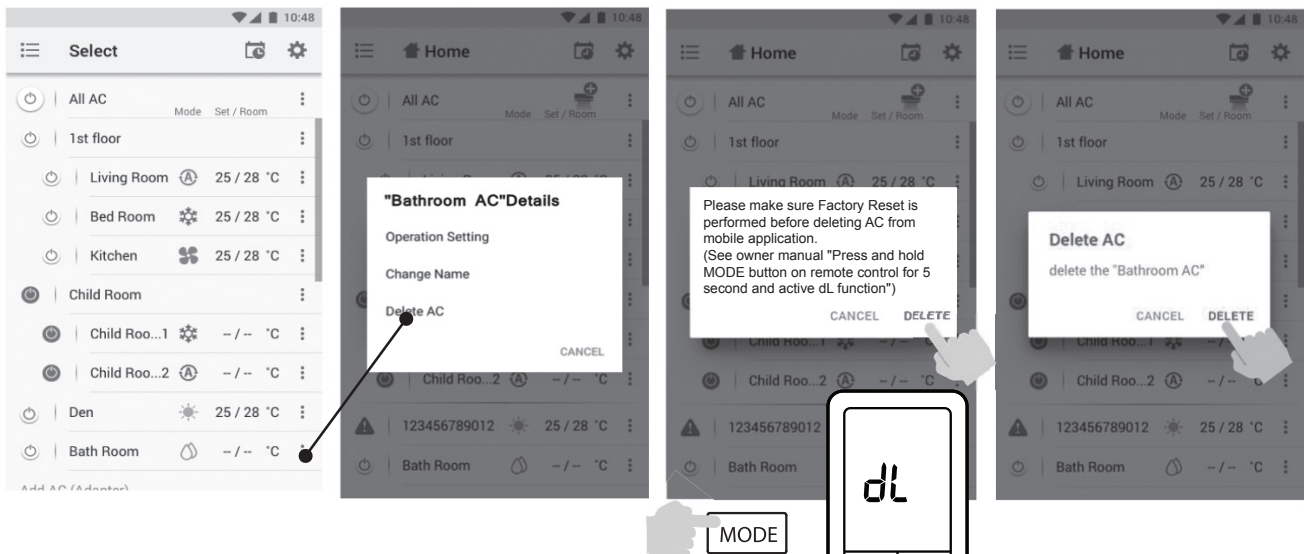 10:48
Select
All AC
Mode Set / Room
1st floor
Living Room A 25 / 28 °C
Bed Room 25 / 28 °C
Kitchen 25 / 28 °C
Child Room
Child Roo...1 -- / -- °C
Child Roo...2 A -- / -- °C
Den 25 / 28 °C
Bath Room -- / -- °C
Add AC (Adapter)
10:48
Home
All AC
Mode Set / Room
1st floor
"Bathroom AC"Details
Operation Setting
Change Name
Delete AC
CANCEL
Child Roo...2 A -- / -- °C
123456789012 25 / 28 °C
Bath Room -- / -- °C
10:48
Home
All AC
Mode Set / Room
1st floor
Living Room A 25 / 28 °C
Please make sure Factory Reset is
performed before deleting AC from
mobile application.
(See owner manual "Press and hold
MODE button on remote control for 5
second and active dL function")
CANCEL DELETE
Child Roo...1
Child Roo...2 A -- / -- °C
123456789012
Bath Room
dL
MODE
10:48
Home
All AC
Mode Set / Room
1st floor
Living Room A 25 / 28 °C
Delete AC
delete the "Bathroom AC"
CANCEL DELETE
Child Roo...1
Child Roo...2 A -- / -- °C
123456789012 25 / 28 °C
Bath Room -- / -- °C